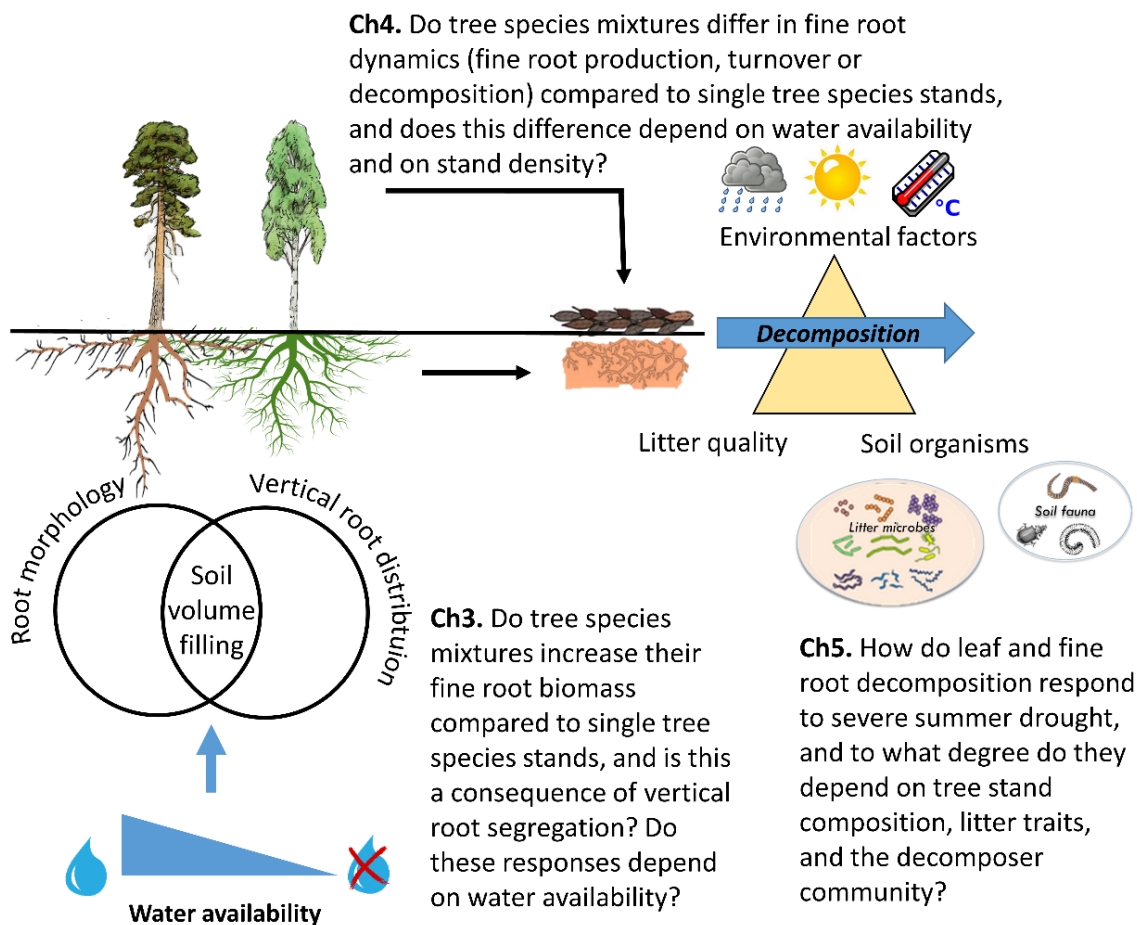 Ch4. Do tree species mixtures differ in fine root
dynamics (fine root production, turnover or
decomposition) compared to single tree species stands,
and does this difference depend on water availability
and on stand density?
°C
Environmental factors
Decomposition
Litter quality
Soil organisms
Litter microbes
Soil fauna
Root morphology
Vertical root distribtuion
Soil
volume
filling
Water availability
Ch3. Do tree species
mixtures increase their
fine root biomass
compared to single tree
species stands, and is this
a consequence of vertical
root segregation? Do
these responses depend
on water availability?
Ch5. How do leaf and fine
root decomposition respond
to severe summer drought,
and to what degree do they
depend on tree stand
composition, litter traits,
and the decomposer
community?